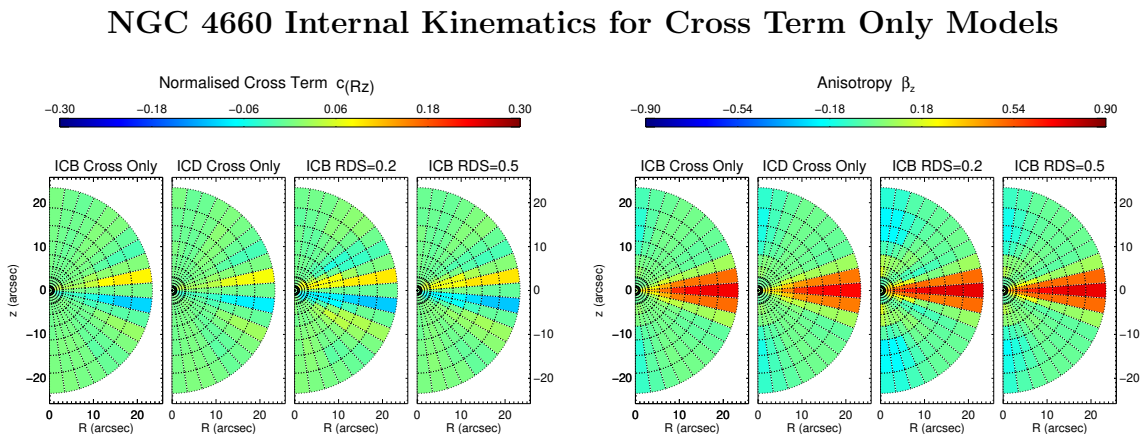 NGC 4660 Internal Kinematics for Cross Term Only Models
Normalised Cross Term c(Rz)
−0.30 −0.18 −0.06 0.06 0.18 0.30
ICB Cross Only ICD Cross Only ICB RDS=0.2 ICB RDS=0.5
z (arcsec)
20 20
10 10
0 0
−10 −10
−20 −20
0 10 20 0 10 20 0 10 20 0 10 20
R (arcsec) R (arcsec) R (arcsec) R (arcsec)
Anisotropy βz
−0.90 −0.54 −0.18 0.18 0.54 0.90
ICB Cross Only ICD Cross Only ICB RDS=0.2 ICB RDS=0.5
z (arcsec)
20 20
10 10
0 0
−10 −10
−20 −20
0 10 20 0 10 20 0 10 20 0 10 20
R (arcsec) R (arcsec) R (arcsec) R (arcsec)